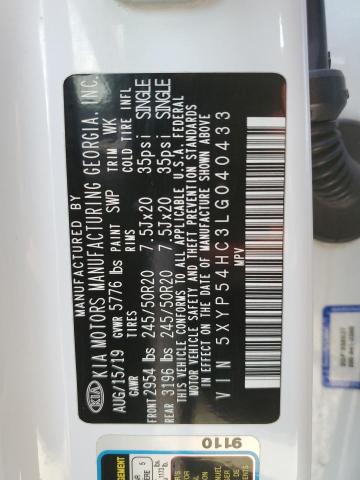 KIA
MANUFACTURED BY
KIA MOTORS MANUFACTURING GEORGIA, INC.
AUG/15/19 GVWR 5776 lbs PAINT SWP TRIM WK
GAWR TIRES RIMS COLD TIRE INFL
FRONT 2954 lbs 245/50R20 7.5Jx20 35psi SINGLE
REAR 3196 lbs 245/50R20 7.5Jx20 35psi SINGLE
THIS VEHICLE CONFORMS TO ALL APPLICABLE U.S.A. FEDERAL
MOTOR VEHICLE SAFETY STANDARDS IN EFFECT ON THE DATE OF
MANUFACTURE SHOWN ABOVE
VIN 5XYP54HC3LG040433
MPV
9110